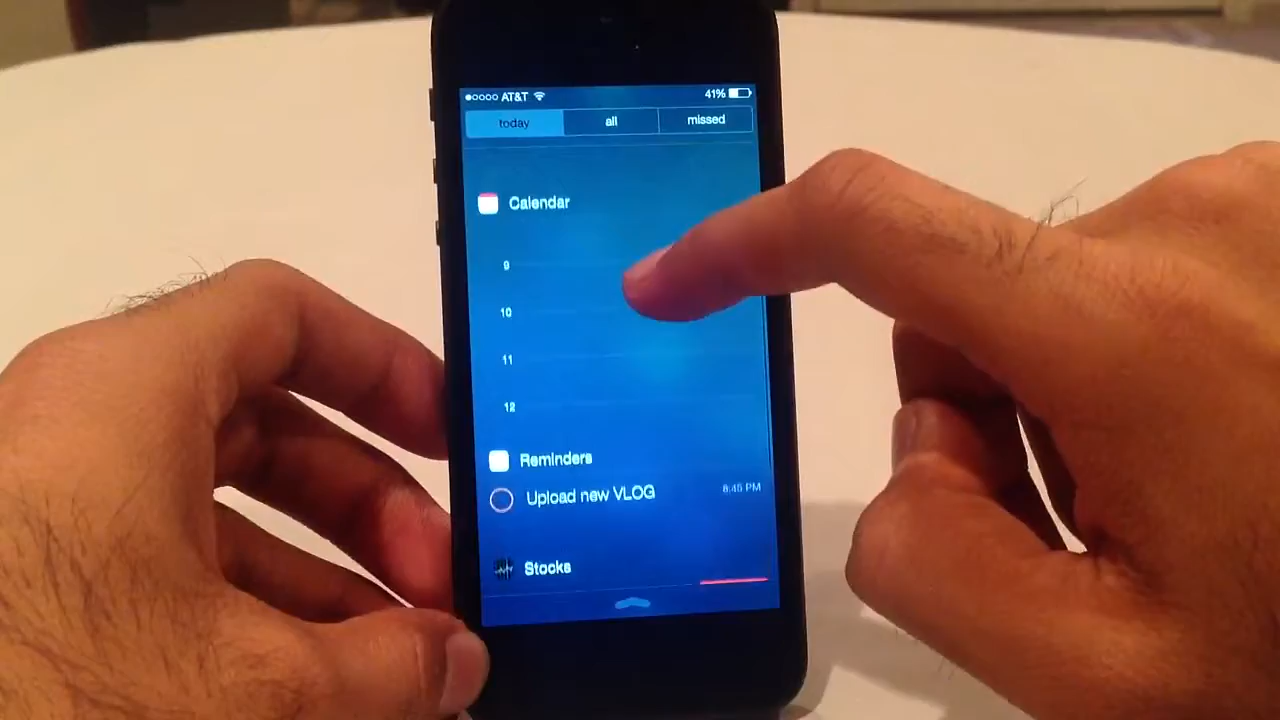 AT&T 41%
today all missed
Calendar
9
10
11
12
Reminders
Upload new VLOG 8:45 PM
Stocks